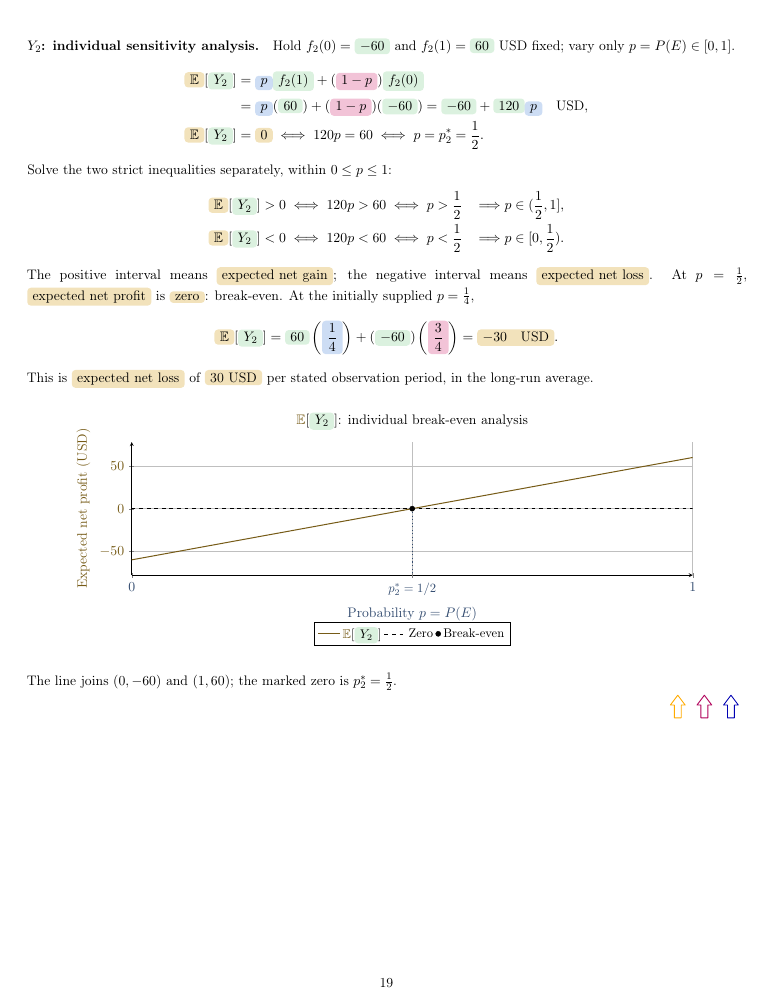 Y₂: individual sensitivity analysis. Hold f₂(0) = −60 and f₂(1) = 60 USD fixed; vary only p = P(E) ∈ [0, 1].
𝔼[ Y₂ ] = p f₂(1) + ( 1 − p ) f₂(0)
= p( 60 ) + ( 1 − p )( −60 ) = −60 + 120 p USD,
𝔼[ Y₂ ] = 0 ⟺ 120p = 60 ⟺ p = p₂* = 1/2.
Solve the two strict inequalities separately, within 0 ≤ p ≤ 1:
𝔼[ Y₂ ] > 0 ⟺ 120p > 60 ⟺ p > 1/2 ⟹ p ∈ (1/2, 1],
𝔼[ Y₂ ] < 0 ⟺ 120p < 60 ⟺ p < 1/2 ⟹ p ∈ [0, 1/2).
The positive interval means expected net gain; the negative interval means expected net loss. At p = 1/2,
expected net profit is zero: break-even. At the initially supplied p = 1/4,
𝔼[ Y₂ ] = 60 (1/4) + ( −60 ) (3/4) = −30 USD.
This is expected net loss of 30 USD per stated observation period, in the long-run average.
𝔼[ Y₂ ]: individual break-even analysis
Expected net profit (USD)
50
0
−50
0 p₂* = 1/2 1
Probability p = P(E)
𝔼[ Y₂ ] Zero Break-even
The line joins (0, −60) and (1, 60); the marked zero is p₂* = 1/2.
19